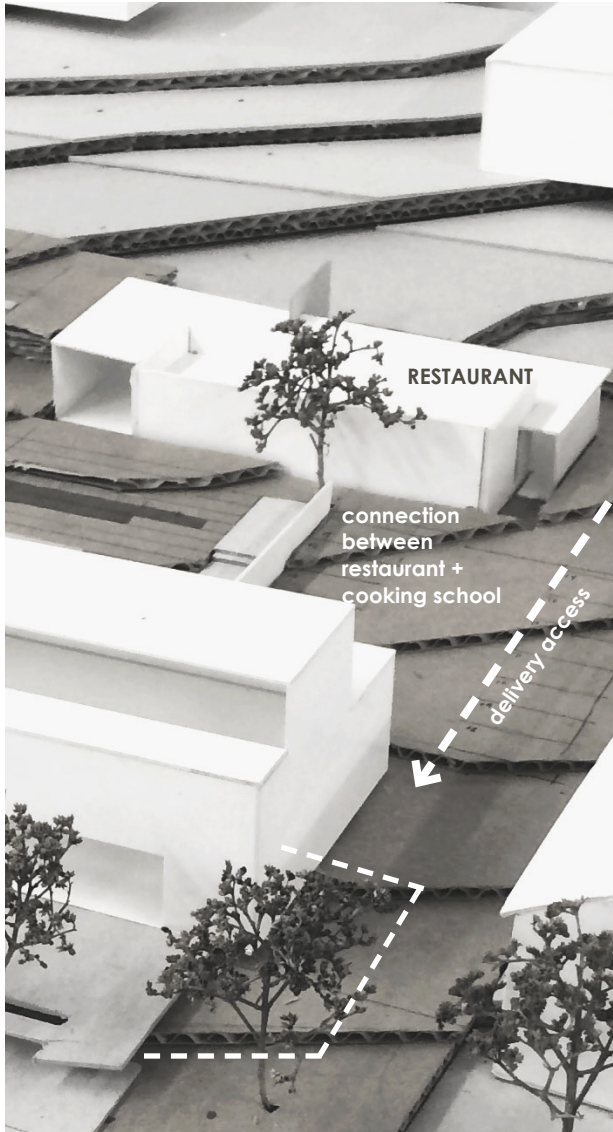 RESTAURANT
connection
between
restaurant +
cooking school
delivery access